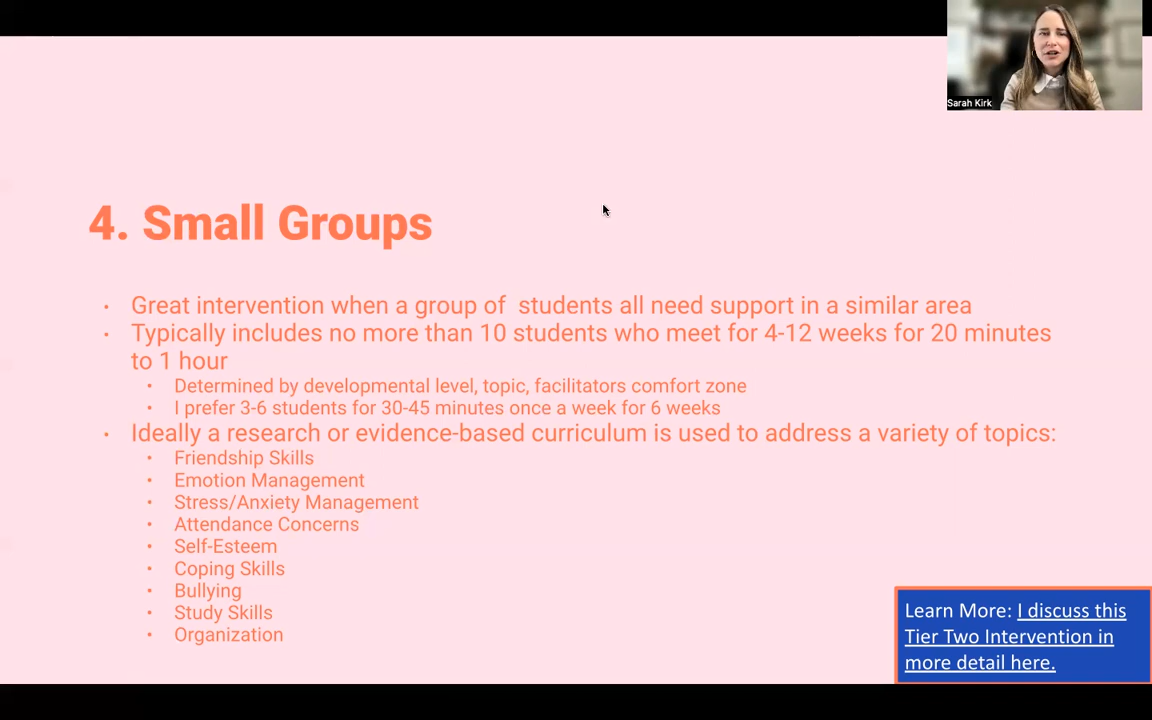 Sarah Kirk
4. Small Groups
• Great intervention when a group of  students all need support in a similar area
• Typically includes no more than 10 students who meet for 4-12 weeks for 20 minutes
to 1 hour
• Determined by developmental level, topic, facilitators comfort zone
• I prefer 3-6 students for 30-45 minutes once a week for 6 weeks
• Ideally a research or evidence-based curriculum is used to address a variety of topics:
• Friendship Skills
• Emotion Management
• Stress/Anxiety Management
• Attendance Concerns
• Self-Esteem
• Coping Skills
• Bullying
• Study Skills
• Organization
Learn More: I discuss this
Tier Two Intervention in
more detail here.